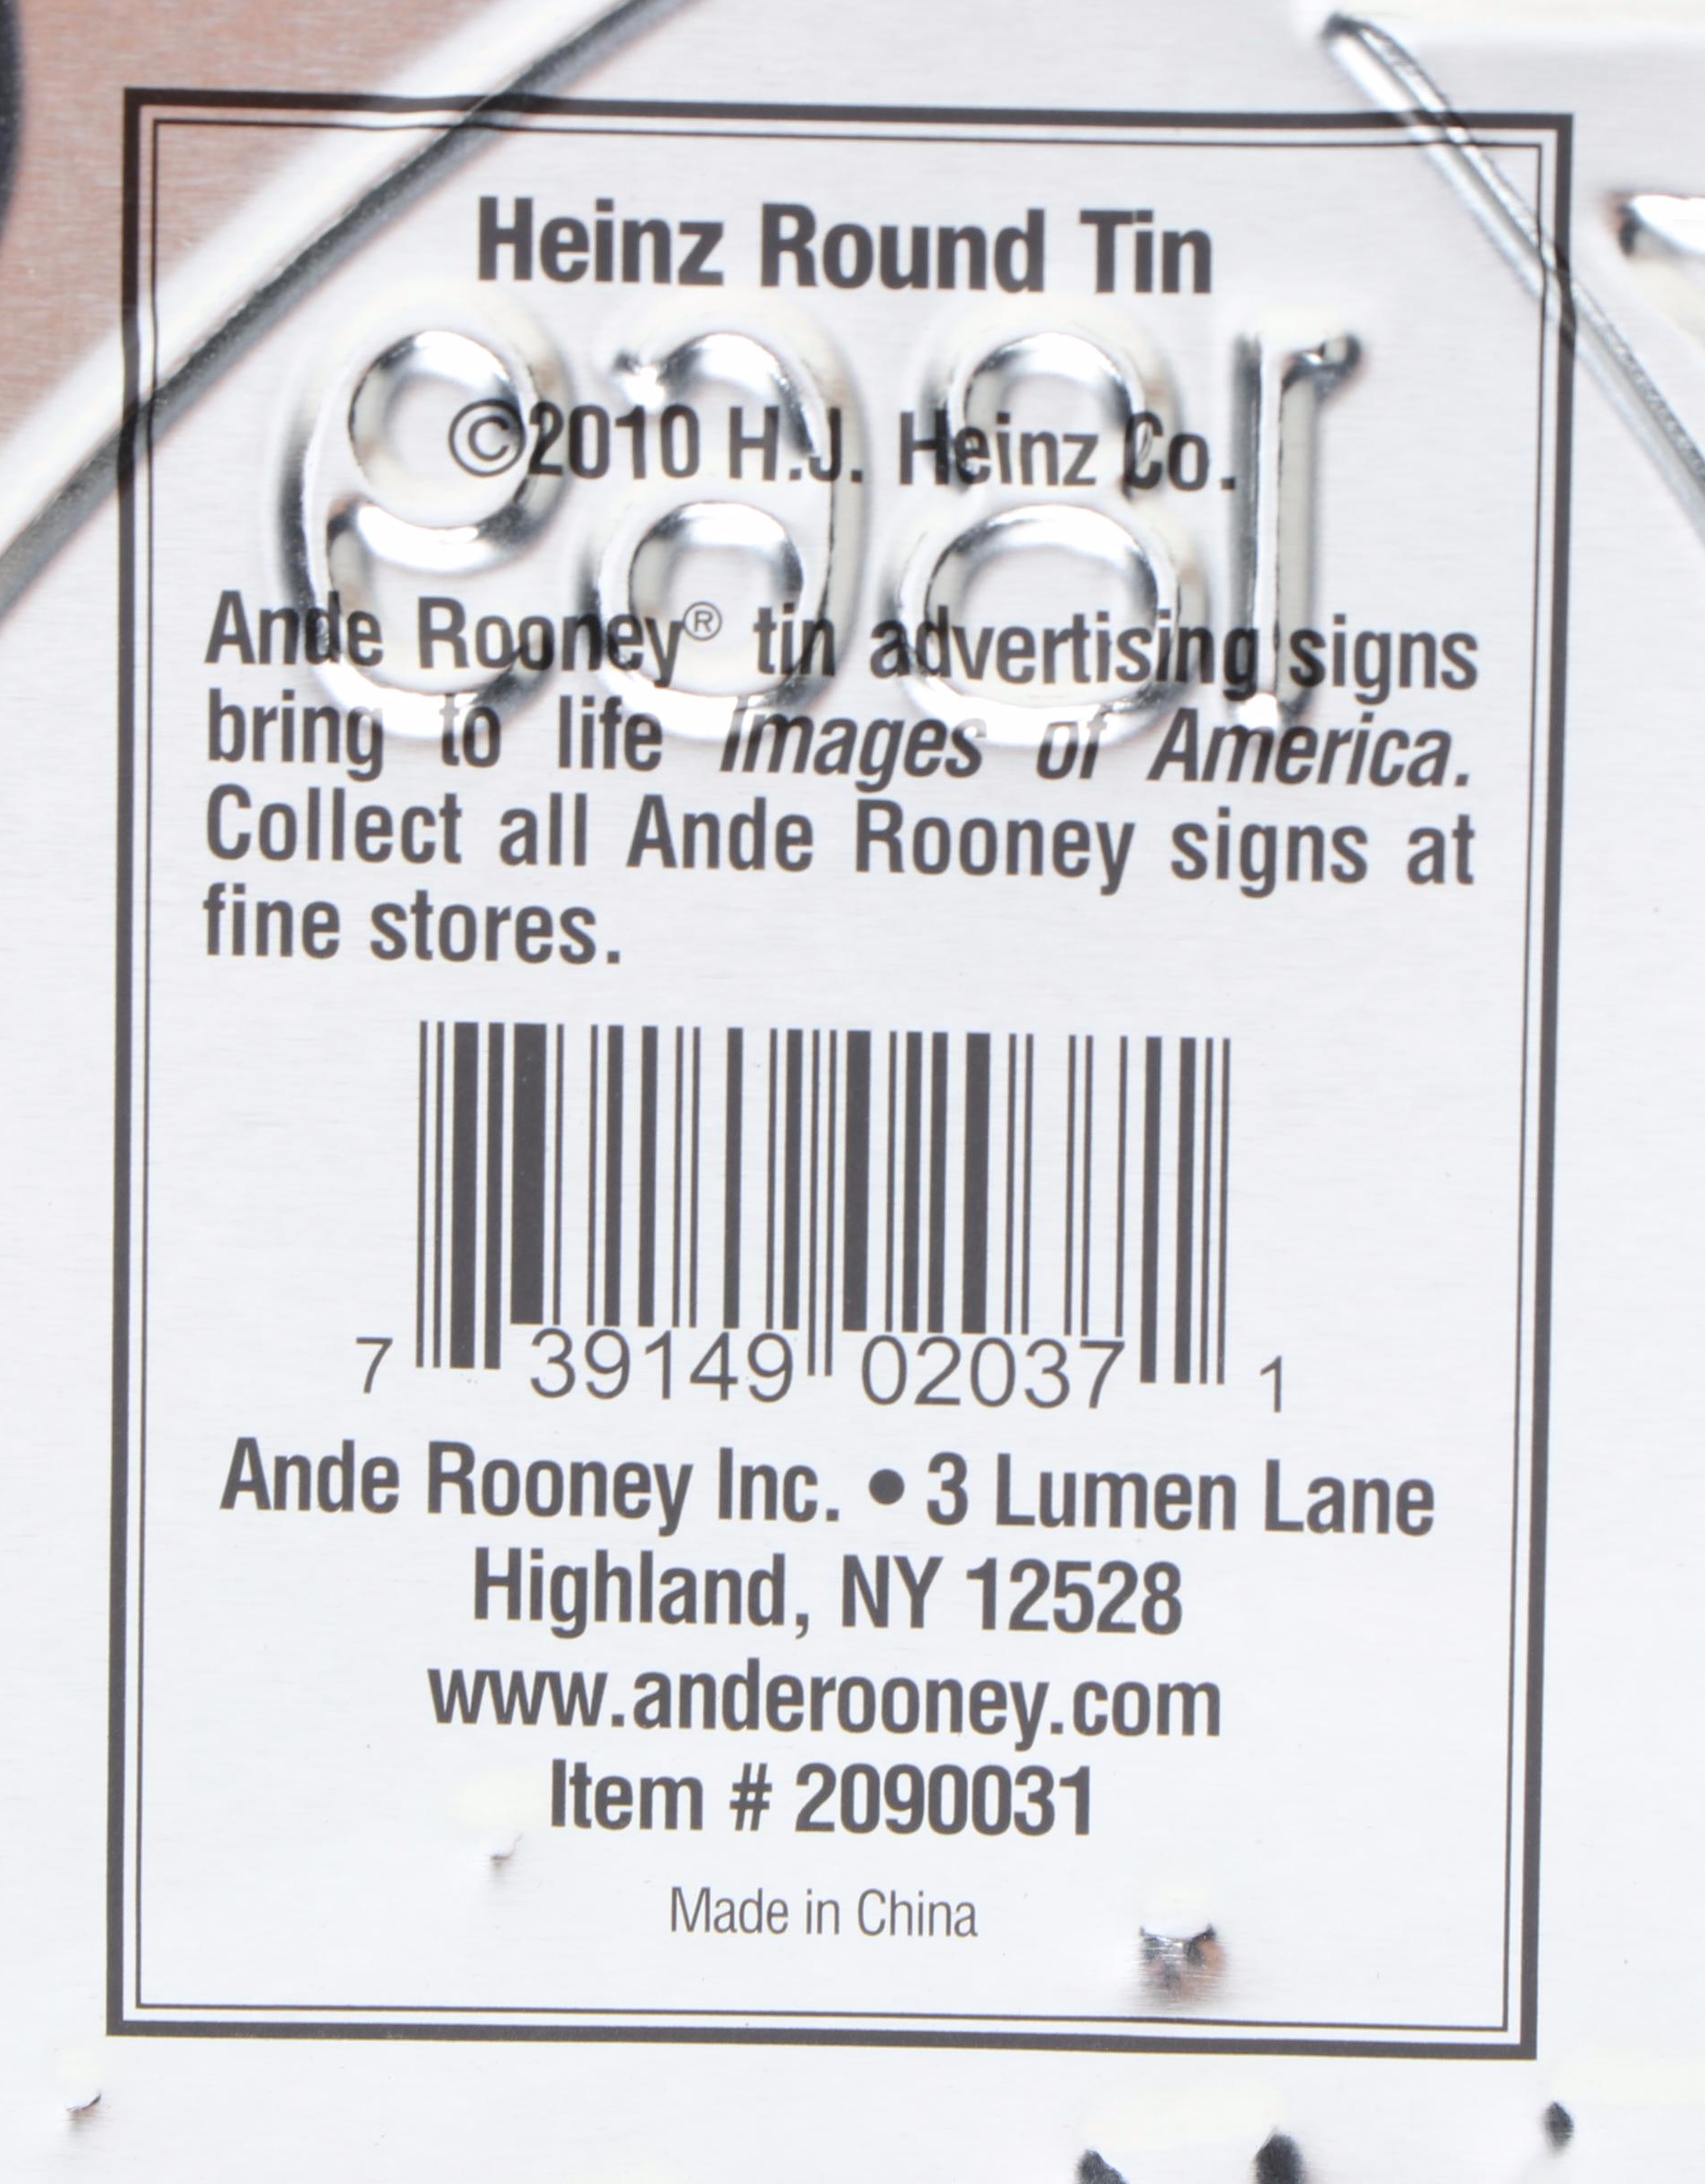 Heinz Round Tin
1869
©2010 H.J. Heinz Co.
Ande Rooney® tin advertising signs
bring to life Images of America.
Collect all Ande Rooney signs at
fine stores.
7 39149 02037 1
Ande Rooney Inc. • 3 Lumen Lane
Highland, NY 12528
www.anderooney.com
Item # 2090031
Made in China